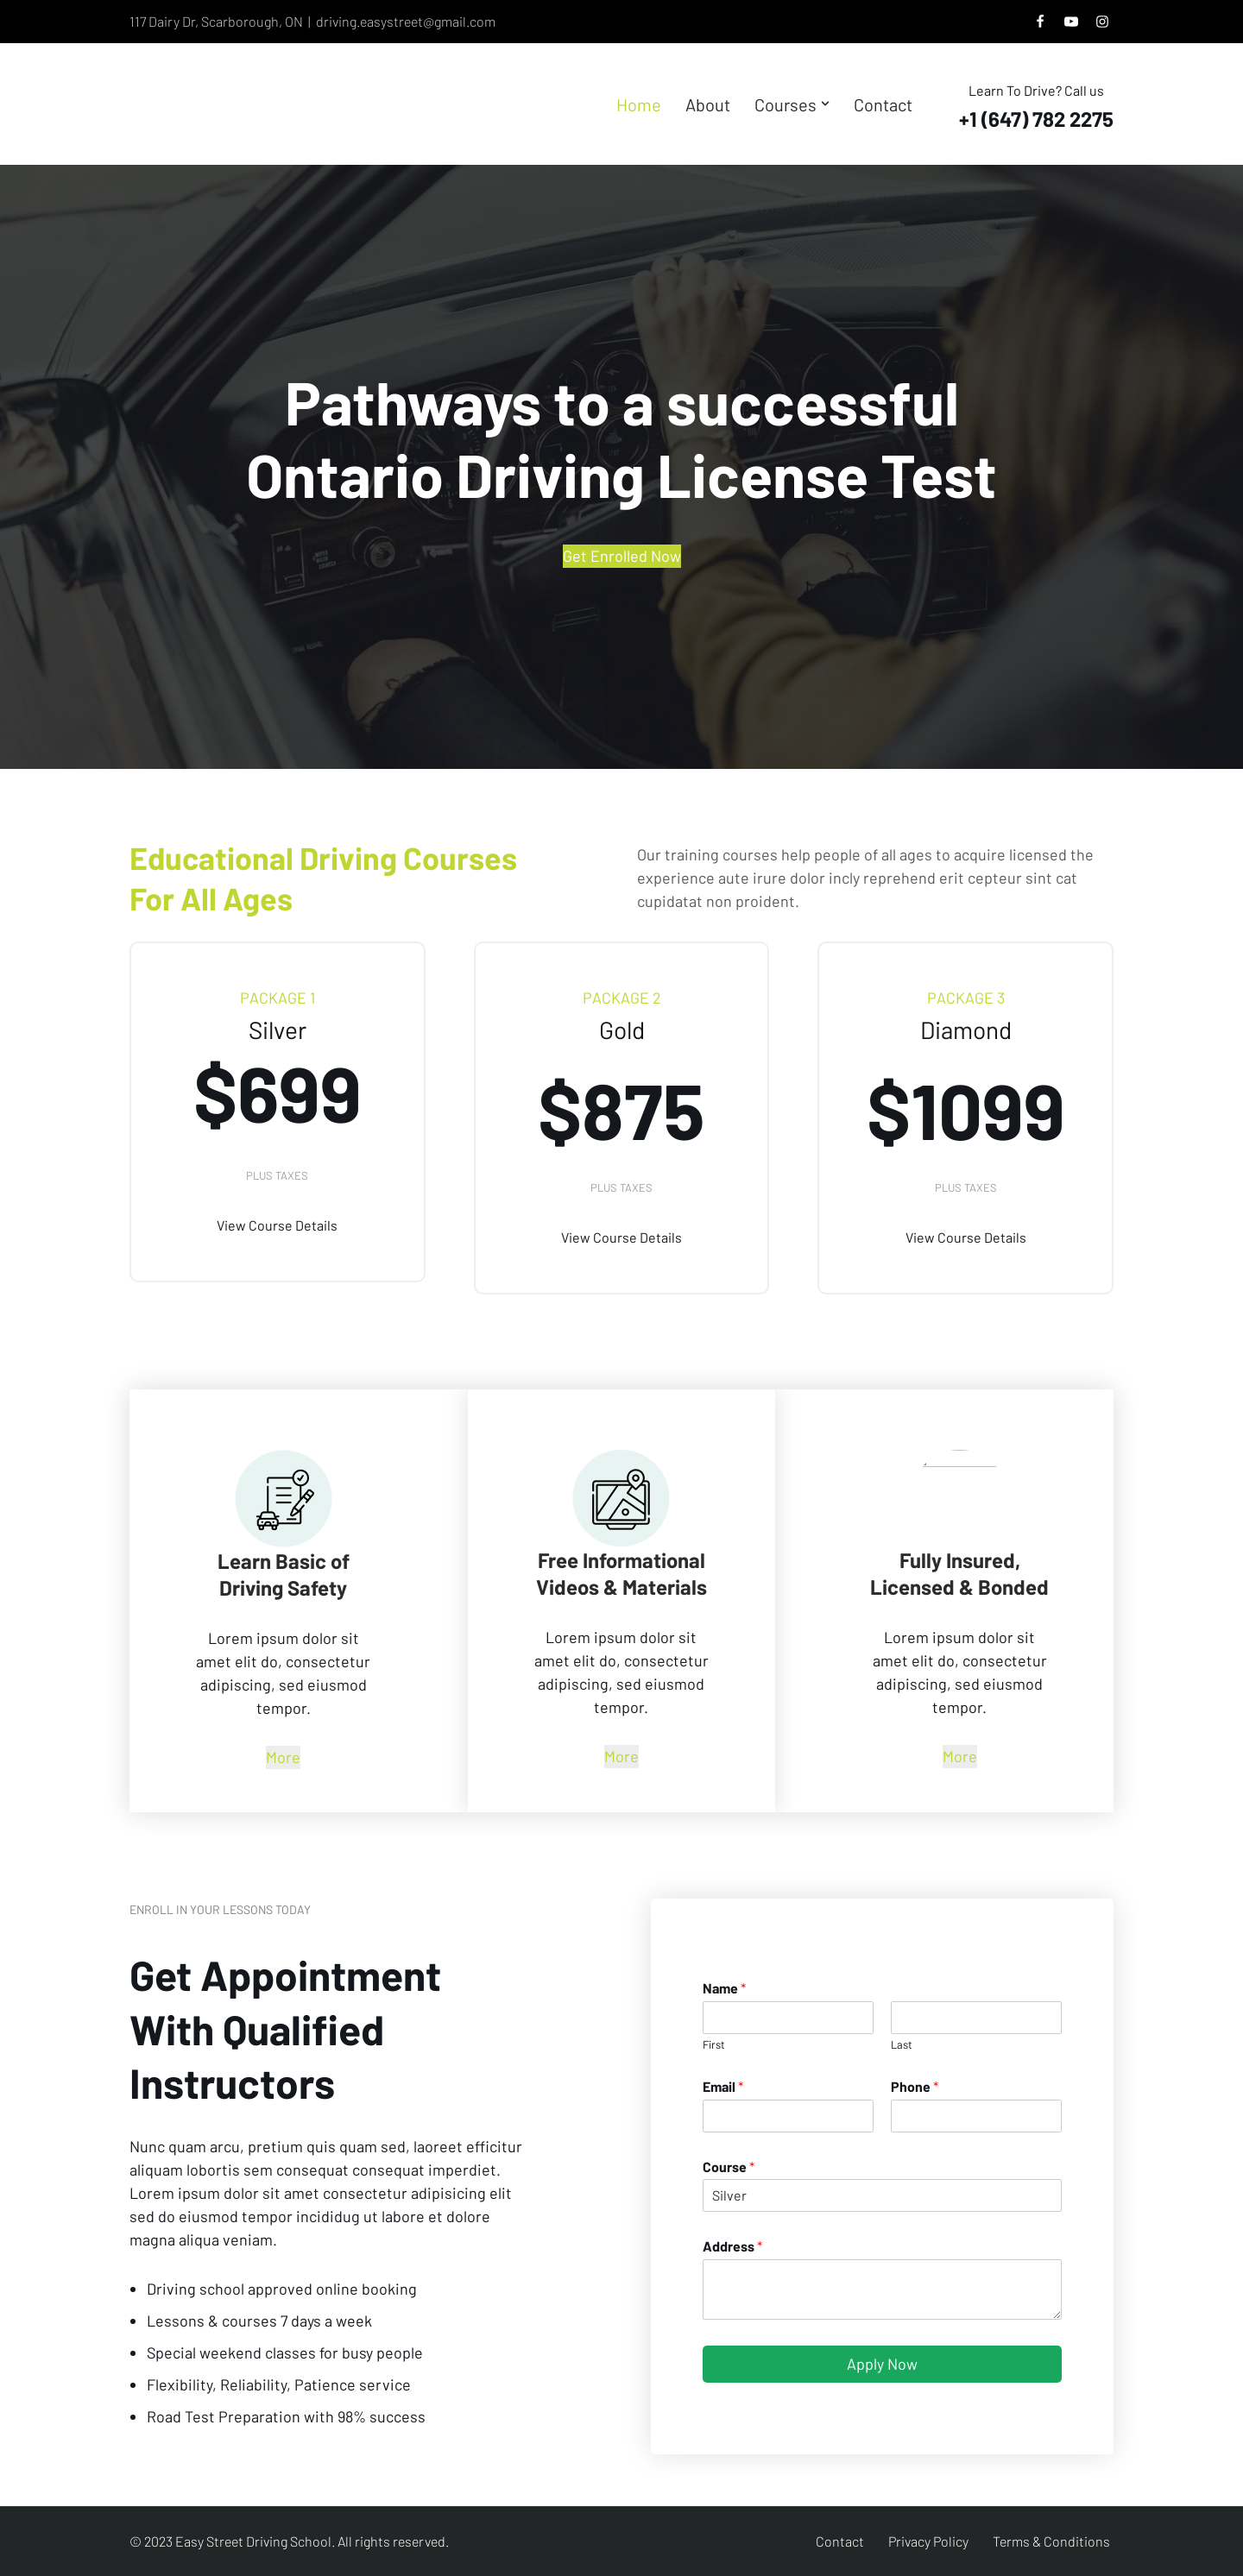 117 Dairy Dr, Scarborough, ON | driving.easystreet@gmail.com
Home About Courses Contact
Learn To Drive? Call us
+1 (647) 782 2275
Pathways to a successful
Ontario Driving License Test
Get Enrolled Now
Educational Driving Courses
For All Ages
Our training courses help people of all ages to acquire licensed the
experience aute irure dolor incly reprehend erit cepteur sint cat
cupidatat non proident.
PACKAGE 1
Silver
$699
PLUS TAXES
View Course Details
PACKAGE 2
Gold
$875
PLUS TAXES
View Course Details
PACKAGE 3
Diamond
$1099
PLUS TAXES
View Course Details
Learn Basic of
Driving Safety
Lorem ipsum dolor sit
amet elit do, consectetur
adipiscing, sed eiusmod
tempor.
More
Free Informational
Videos & Materials
Lorem ipsum dolor sit
amet elit do, consectetur
adipiscing, sed eiusmod
tempor.
More
Fully Insured,
Licensed & Bonded
Lorem ipsum dolor sit
amet elit do, consectetur
adipiscing, sed eiusmod
tempor.
More
ENROLL IN YOUR LESSONS TODAY
Get Appointment
With Qualified
Instructors
Nunc quam arcu, pretium quis quam sed, laoreet efficitur
aliquam lobortis sem consequat consequat imperdiet.
Lorem ipsum dolor sit amet consectetur adipisicing elit
sed do eiusmod tempor incididug ut labore et dolore
magna aliqua veniam.
Driving school approved online booking
Lessons & courses 7 days a week
Special weekend classes for busy people
Flexibility, Reliability, Patience service
Road Test Preparation with 98% success
Name *
First Last
Email * Phone *
Course *
Silver
Address *
Apply Now
© 2023 Easy Street Driving School. All rights reserved.
Contact Privacy Policy Terms & Conditions